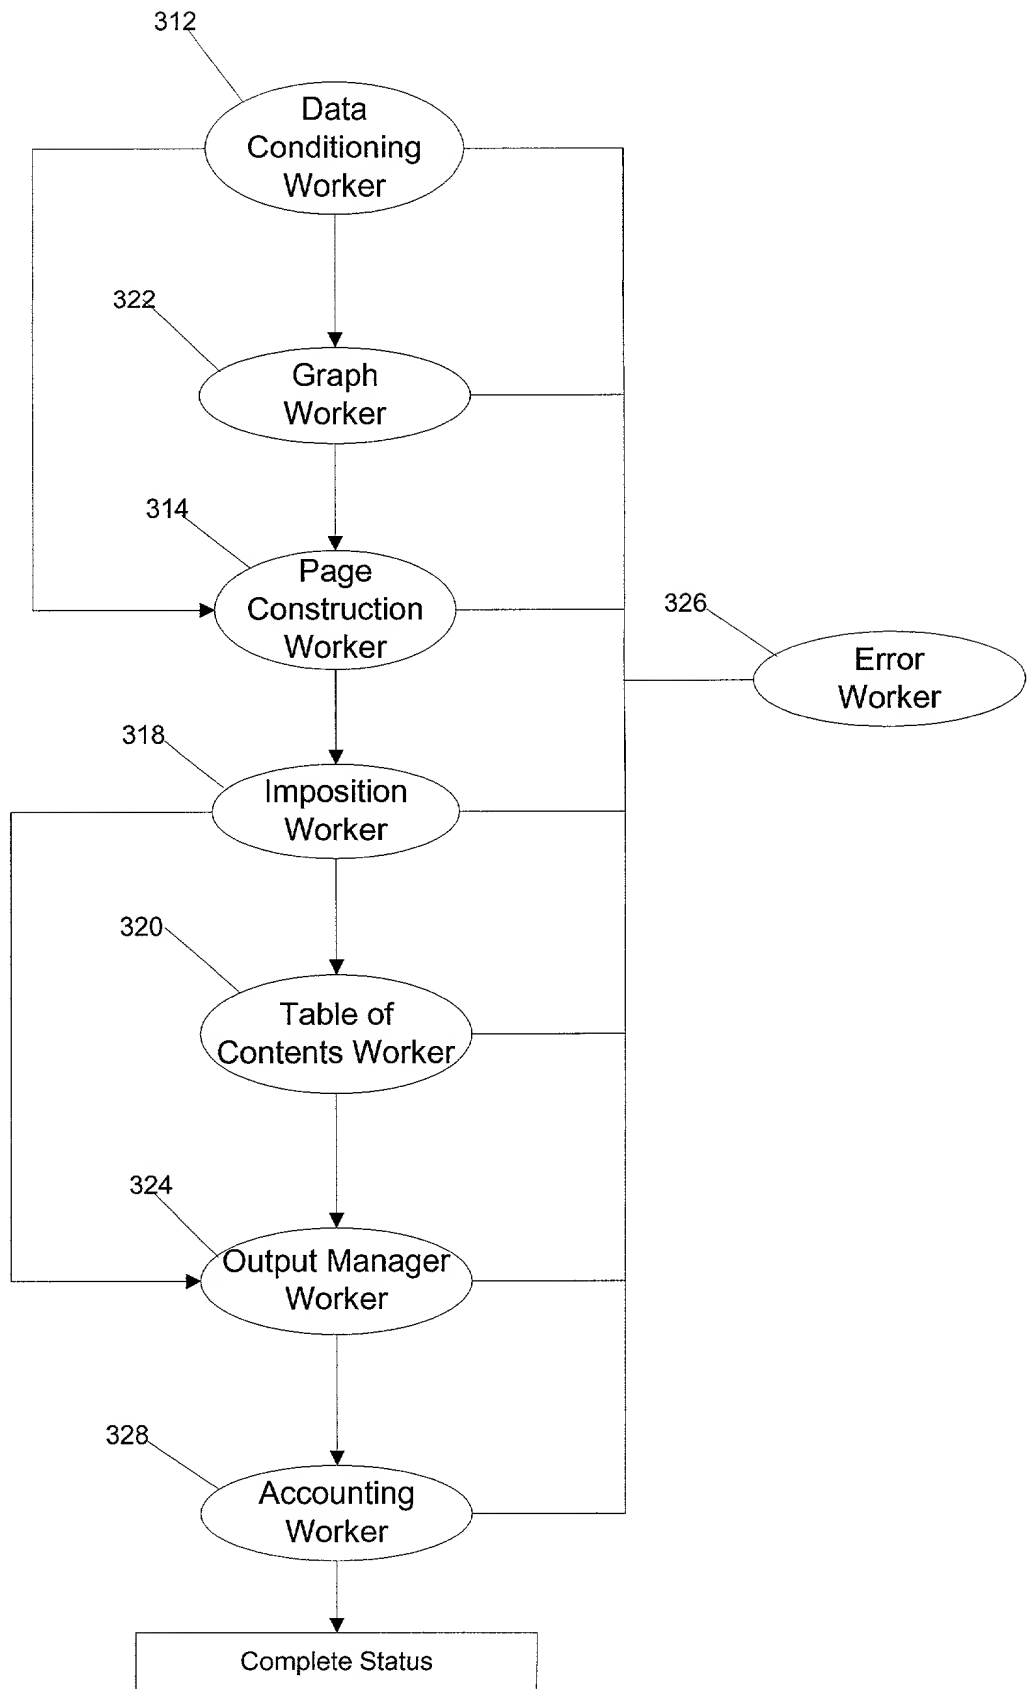 312
Data
Conditioning
Worker
322
Graph
Worker
314
Page
Construction
Worker
326
Error
Worker
318
Imposition
Worker
320
Table of
Contents Worker
324
Output Manager
Worker
328
Accounting
Worker
Complete Status